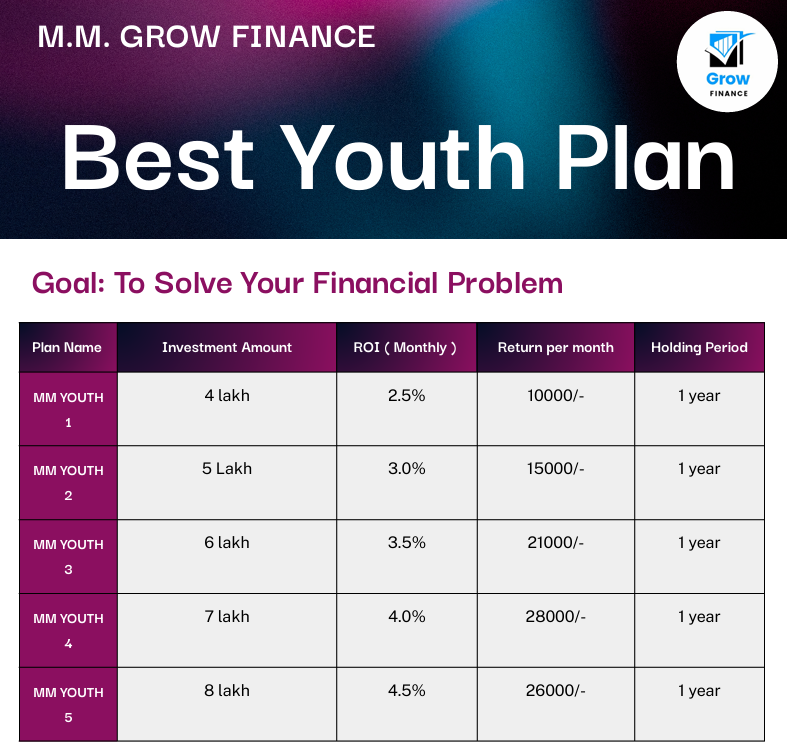 M.M. GROW FINANCE
Grow
FINANCE
Best Youth Plan
Goal: To Solve Your Financial Problem
Plan Name Investment Amount ROI ( Monthly ) Return per month Holding Period
MM YOUTH 4 lakh 2.5% 10000/- 1 year
1
MM YOUTH 5 Lakh 3.0% 15000/- 1 year
2
MM YOUTH 6 lakh 3.5% 21000/- 1 year
3
MM YOUTH 7 lakh 4.0% 28000/- 1 year
4
MM YOUTH 8 lakh 4.5% 26000/- 1 year
5